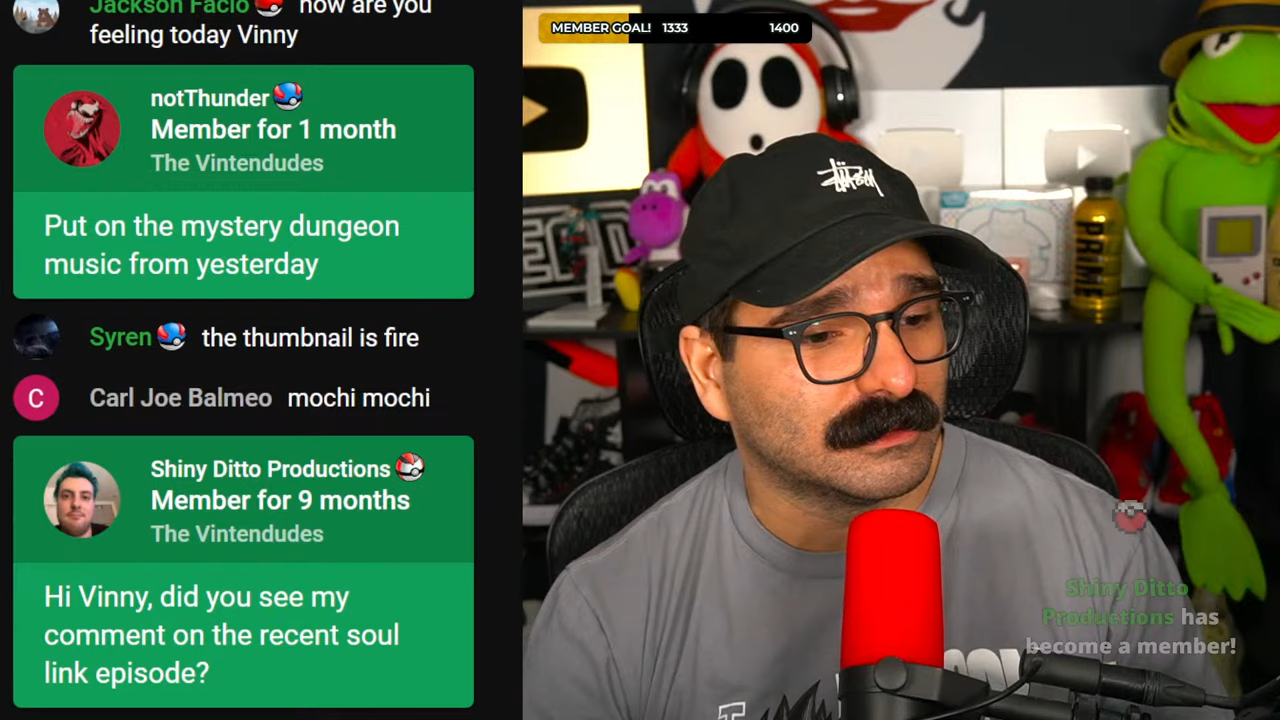 Jackson Facio how are you
feeling today Vinny
notThunder
Member for 1 month
The Vintendudes
Put on the mystery dungeon
music from yesterday
Syren the thumbnail is fire
C Carl Joe Balmeo mochi mochi
Shiny Ditto Productions
Member for 9 months
The Vintendudes
Hi Vinny, did you see my
comment on the recent soul
link episode?
MEMBER GOAL! 1333 1400
PRIME
Shiny Ditto
Productions has
become a member!